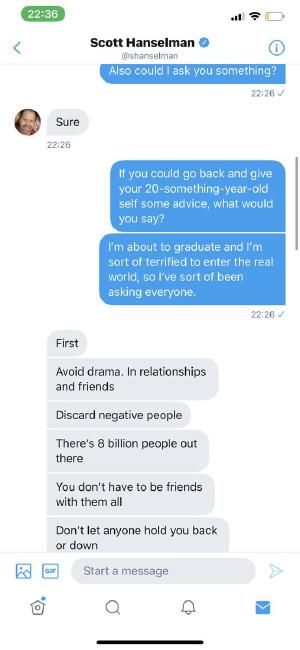 22:36
Scott Hanselman
@shanselman
Also could I ask you something?
22:26 ✓
Sure
22:26
If you could go back and give
your 20-something-year-old
self some advice, what would
you say?
I'm about to graduate and I'm
sort of terrified to enter the real
world, so I've sort of been
asking everyone.
22:26 ✓
First
Avoid drama. In relationships
and friends
Discard negative people
There's 8 billion people out
there
You don't have to be friends
with them all
Don't let anyone hold you back
or down
GIF
Start a message